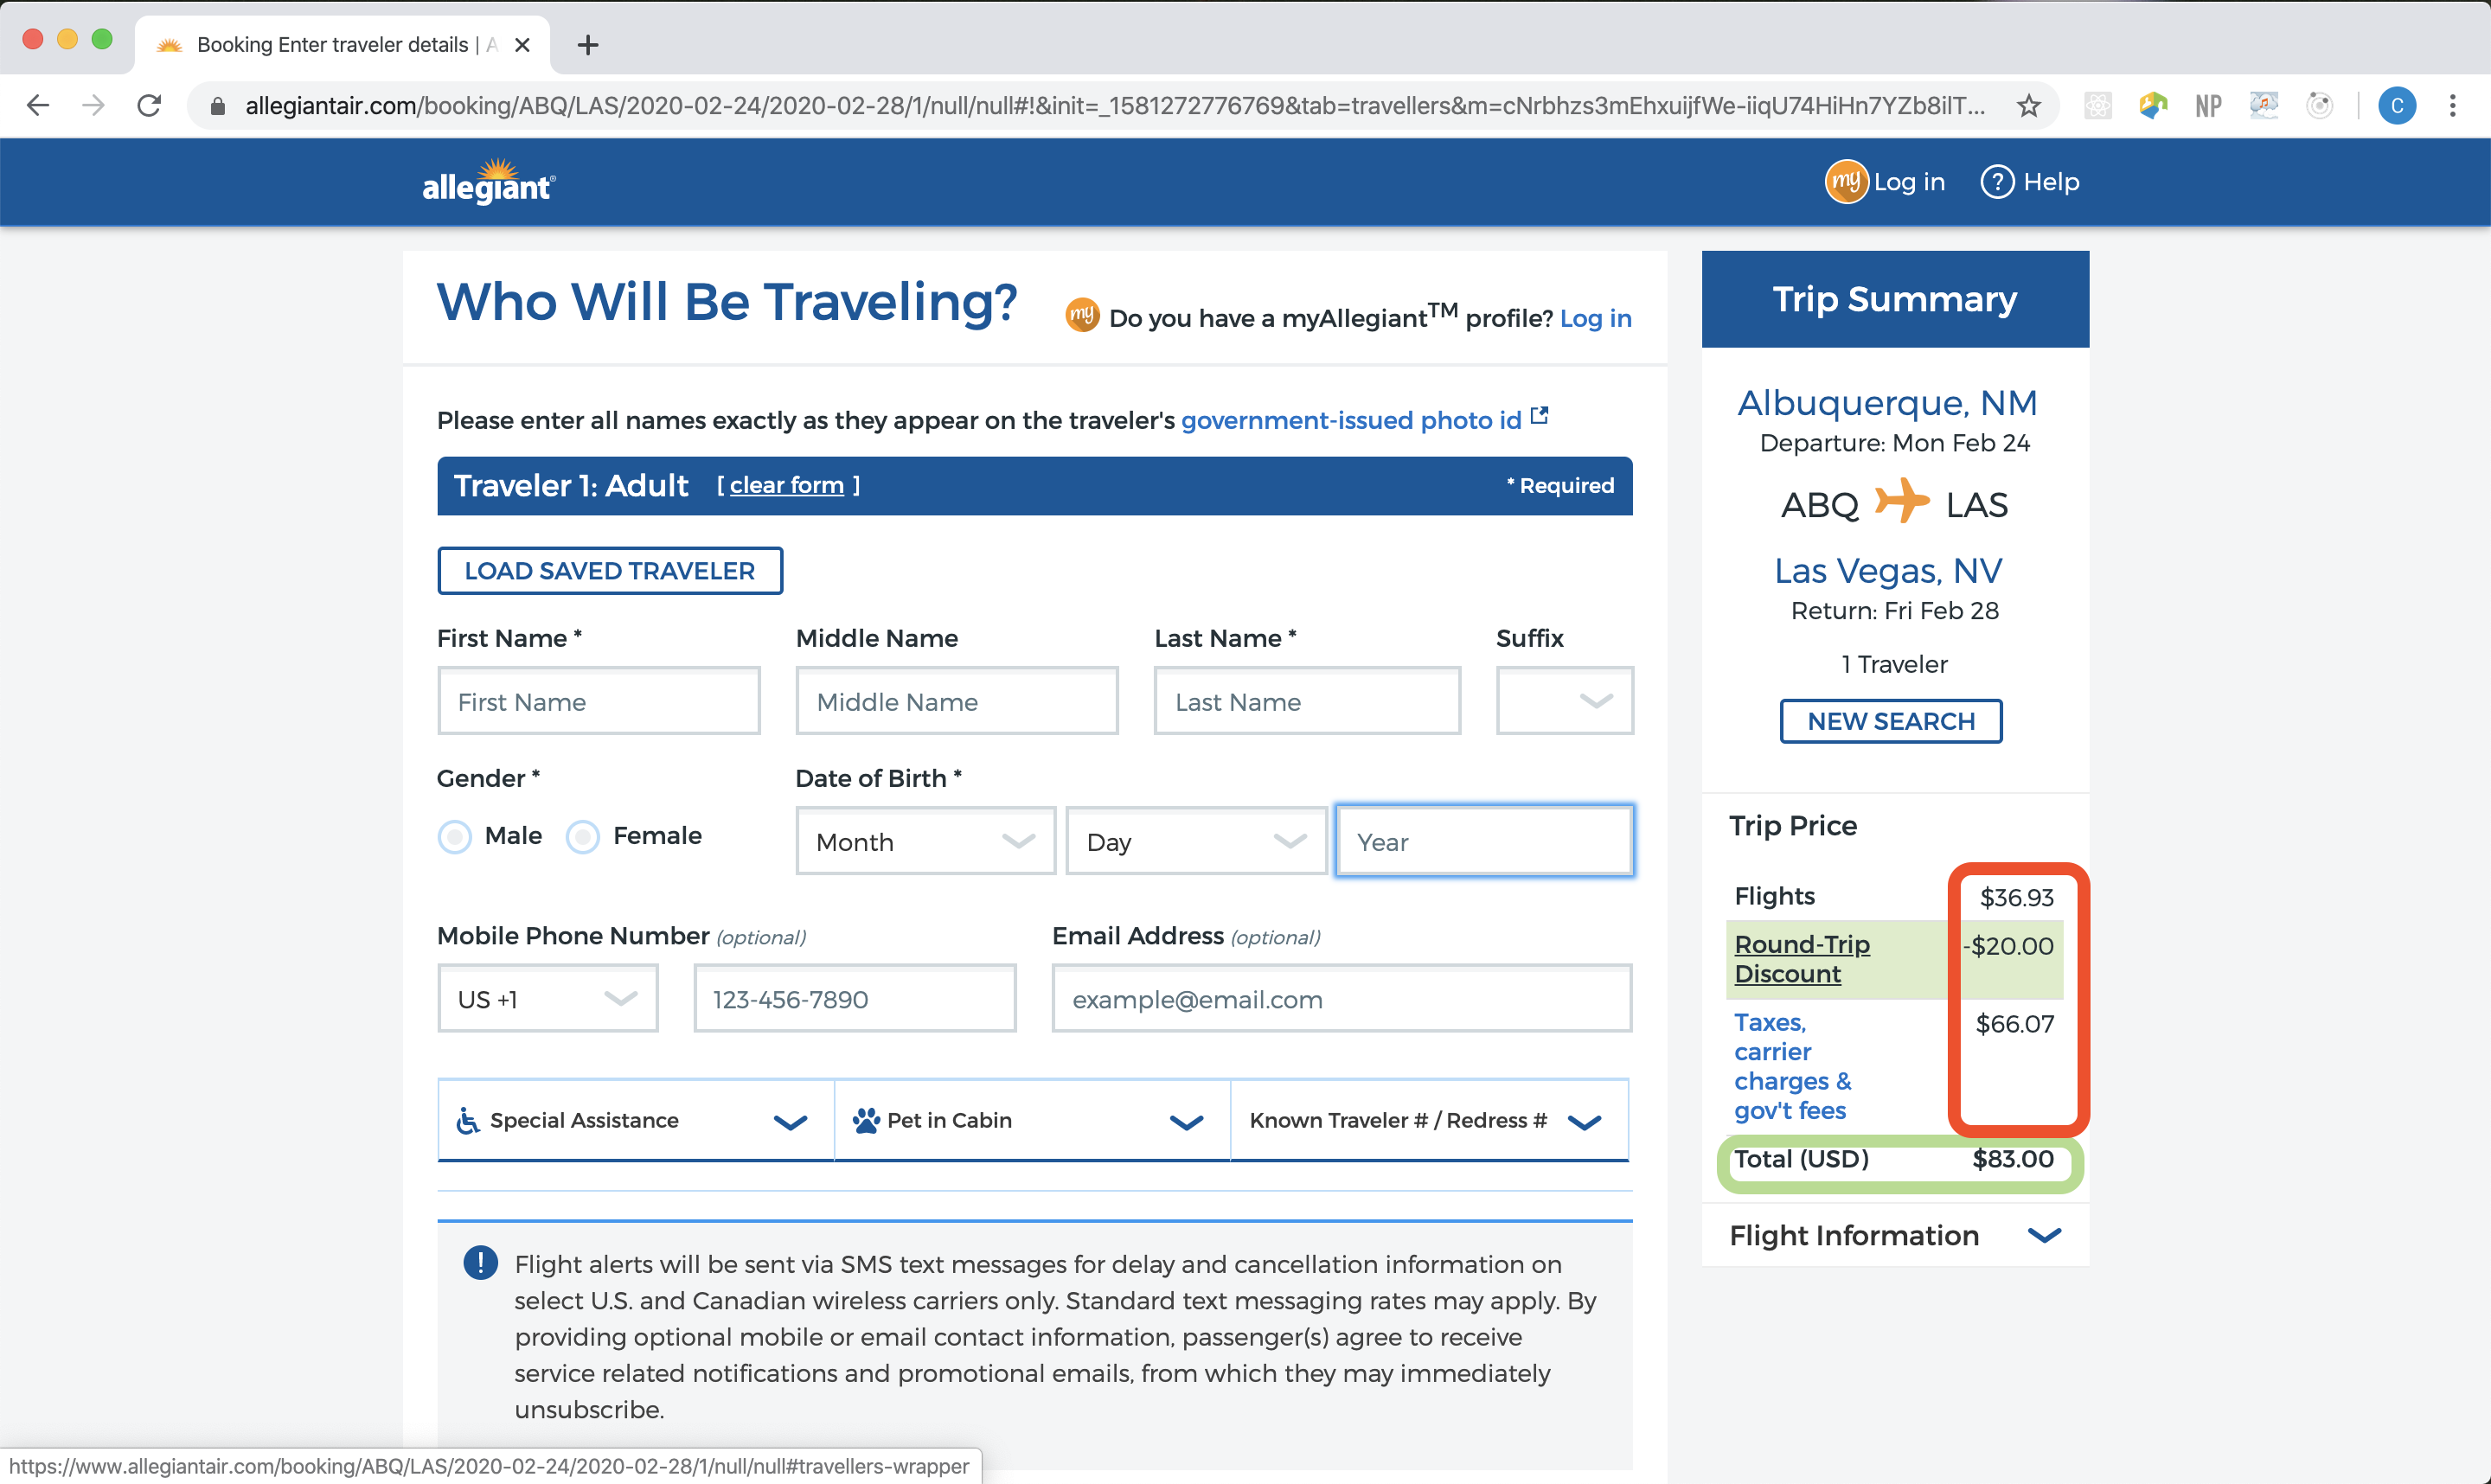 Booking Enter traveler details | A
allegiantair.com/booking/ABQ/LAS/2020-02-24/2020-02-28/1/null/null#!&init=_1581272776769&tab=travellers&m=cNrbhzs3mEhxuijfWe-iiqU74HiHn7YZb8ilT...
NP
C
allegiant®
my Log in
? Help
Who Will Be Traveling?
my Do you have a myAllegiant™ profile? Log in
Please enter all names exactly as they appear on the traveler's government-issued photo id
Traveler 1: Adult [ clear form ] * Required
LOAD SAVED TRAVELER
First Name * Middle Name Last Name * Suffix
First Name Middle Name Last Name
Gender * Date of Birth *
Male Female Month Day Year
Mobile Phone Number (optional) Email Address (optional)
US +1 123-456-7890 example@email.com
Special Assistance Pet in Cabin Known Traveler # / Redress #
! Flight alerts will be sent via SMS text messages for delay and cancellation information on
select U.S. and Canadian wireless carriers only. Standard text messaging rates may apply. By
providing optional mobile or email contact information, passenger(s) agree to receive
service related notifications and promotional emails, from which they may immediately
unsubscribe.
Trip Summary
Albuquerque, NM
Departure: Mon Feb 24
ABQ LAS
Las Vegas, NV
Return: Fri Feb 28
1 Traveler
NEW SEARCH
Trip Price
Flights $36.93
Round-Trip -$20.00
Discount
Taxes, $66.07
carrier
charges &
gov't fees
Total (USD) $83.00
Flight Information
https://www.allegiantair.com/booking/ABQ/LAS/2020-02-24/2020-02-28/1/null/null#travellers-wrapper